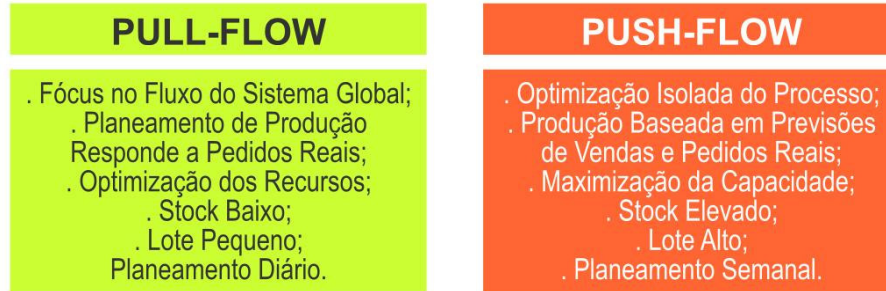 PULL-FLOW
. Fócus no Fluxo do Sistema Global;
. Planeamento de Produção
Responde a Pedidos Reais;
. Optimização dos Recursos;
. Stock Baixo;
. Lote Pequeno;
Planeamento Diário.
PUSH-FLOW
. Optimização Isolada do Processo;
. Produção Baseada em Previsões
de Vendas e Pedidos Reais;
. Maximização da Capacidade;
. Stock Elevado;
. Lote Alto;
. Planeamento Semanal.